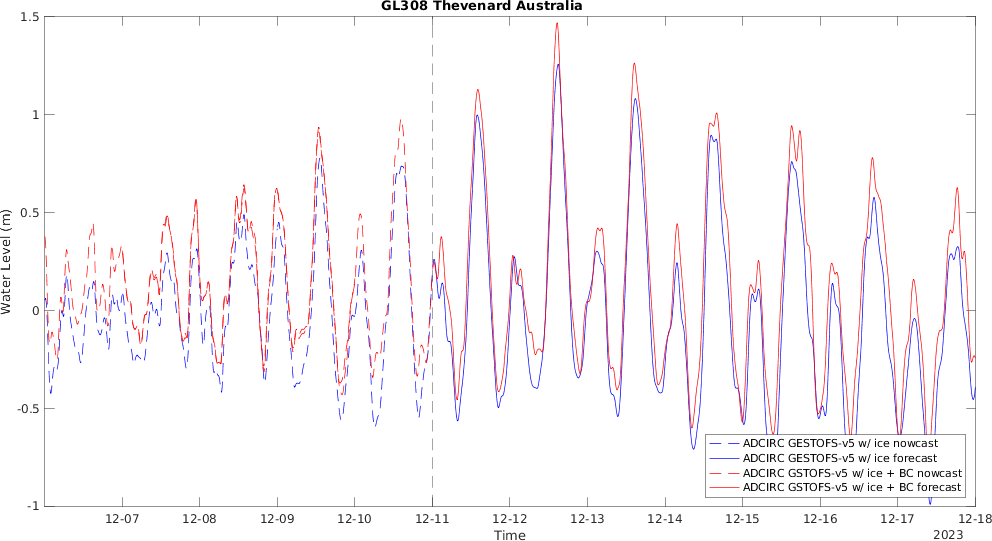 GL308 Thevenard Australia
1.5
1
0.5
0
-0.5
-1
Water Level (m)
12-07 12-08 12-09 12-10 12-11 12-12 12-13 12-14 12-15 12-16 12-17 12-18
Time
2023
ADCIRC GESTOFS-v5 w/ ice nowcast
ADCIRC GESTOFS-v5 w/ ice forecast
ADCIRC GSTOFS-v5 w/ ice + BC nowcast
ADCIRC GSTOFS-v5 w/ ice + BC forecast